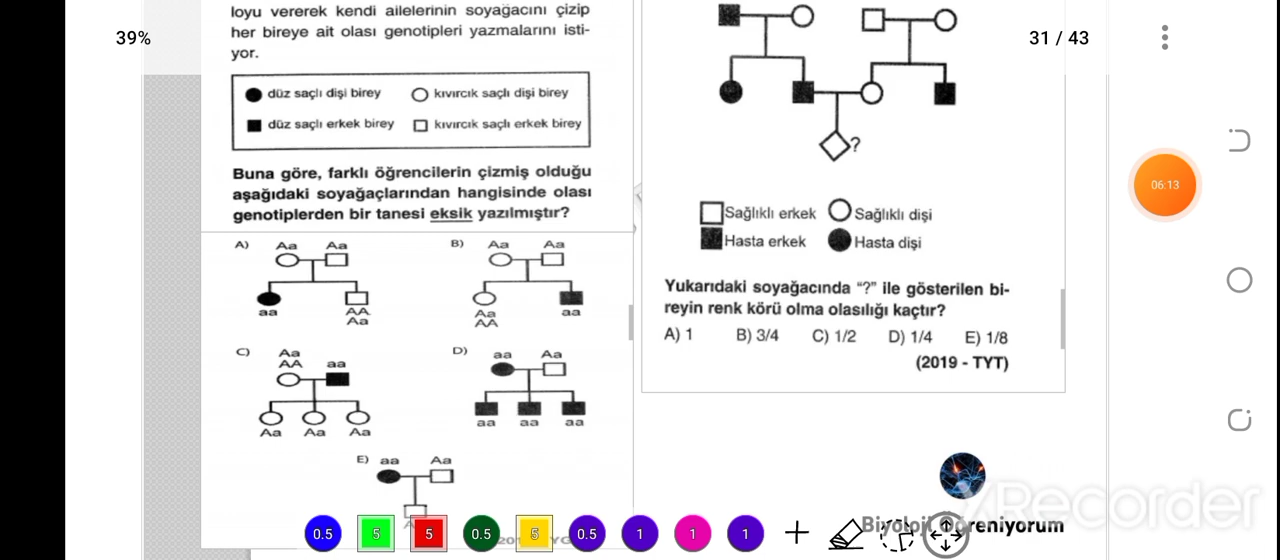 39%
loyu vererek kendi ailelerinin soyağacını çizip
her bireye ait olası genotipleri yazmalarını isti-
yor.
düz saçlı dişi birey
kıvırcık saçlı dişi birey
düz saçlı erkek birey
kıvırcık saçlı erkek birey
Buna göre, farklı öğrencilerin çizmiş olduğu
aşağıdaki soyağaçlarından hangisinde olası
genotiplerden bir tanesi eksik yazılmıştır?
A) Aa Aa
aa AA
Aa
B) Aa Aa
Aa aa
AA
C) Aa
AA aa
Aa Aa Aa
D) aa Aa
aa aa aa
E) aa Aa
31 / 43
?
Sağlıklı erkek Sağlıklı dişi
Hasta erkek Hasta dişi
Yukarıdaki soyağacında “?” ile gösterilen bi-
reyin renk körü olma olasılığı kaçtır?
A) 1 B) 3/4 C) 1/2 D) 1/4 E) 1/8
(2019 - TYT)
06:13
Biyoloji Öğreniyorum
XRecorder
0.5 5 5 0.5 5 0.5 1 1 1